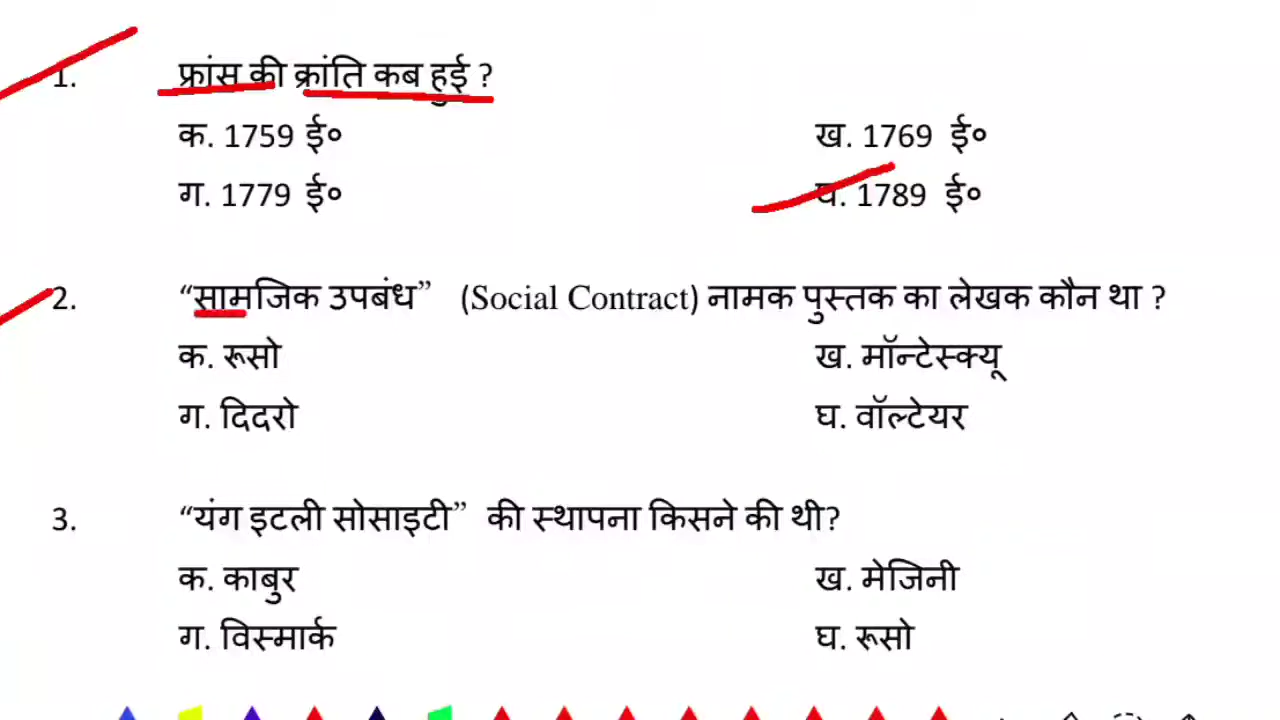 1. फ्रांस की क्रांति कब हुई ?
क. 1759 ई० ख. 1769 ई०
ग. 1779 ई० घ. 1789 ई०
2. “सामजिक उपबंध” (Social Contract) नामक पुस्तक का लेखक कौन था ?
क. रूसो ख. मॉन्टेस्क्यू
ग. दिदरो घ. वॉल्टेयर
3. “यंग इटली सोसाइटी” की स्थापना किसने की थी?
क. काबुर ख. मेजिनी
ग. विस्मार्क घ. रूसो